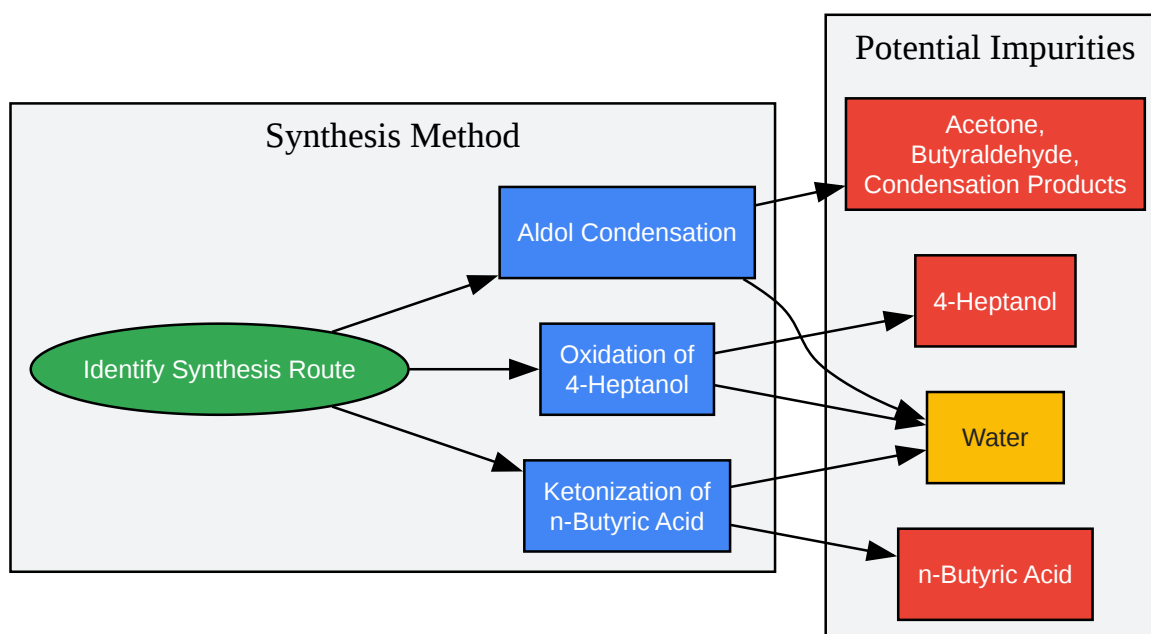 Synthesis Method
Identify Synthesis Route
Aldol Condensation
Oxidation of
4-Heptanol
Ketonization of
n-Butyric Acid
Potential Impurities
Acetone,
Butyraldehyde,
Condensation Products
4-Heptanol
Water
n-Butyric Acid